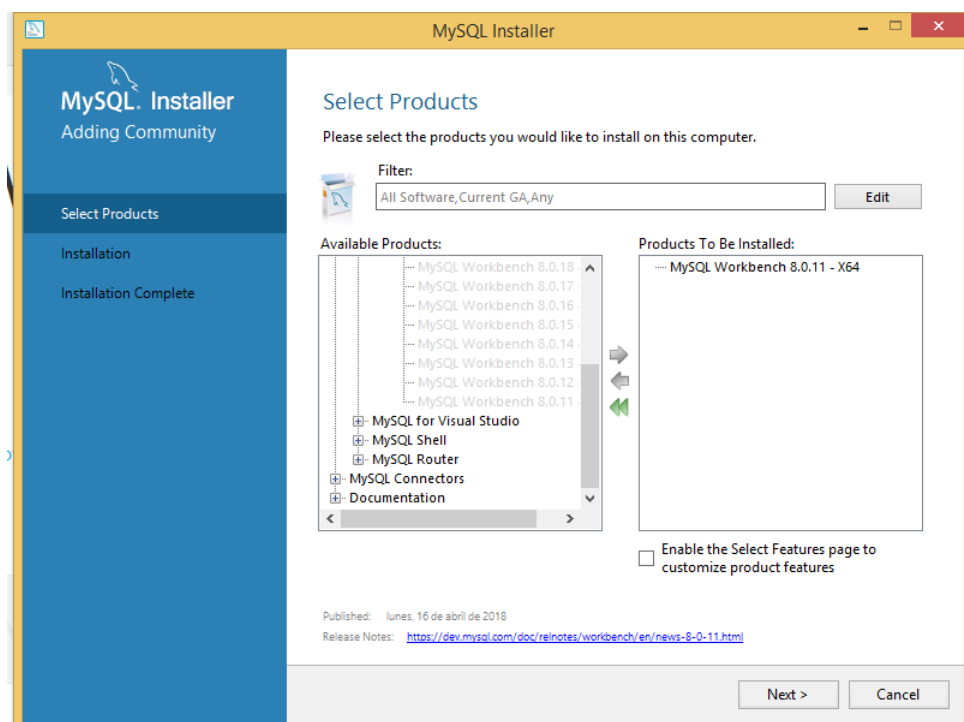 MySQL Installer
MySQL. Installer
Adding Community
Select Products
Installation
Installation Complete
Select Products
Please select the products you would like to install on this computer.
Filter:
All Software,Current GA,Any
Edit
Available Products:
MySQL Workbench 8.0.18 -
MySQL Workbench 8.0.17 -
MySQL Workbench 8.0.16 -
MySQL Workbench 8.0.15 -
MySQL Workbench 8.0.14 -
MySQL Workbench 8.0.13 -
MySQL Workbench 8.0.12 -
MySQL Workbench 8.0.11 -
MySQL for Visual Studio
MySQL Shell
MySQL Router
MySQL Connectors
Documentation
Products To Be Installed:
MySQL Workbench 8.0.11 - X64
Enable the Select Features page to
customize product features
Published: lunes, 16 de abril de 2018
Release Notes: https://dev.mysql.com/doc/relnotes/workbench/en/news-8-0-11.html
Next >
Cancel